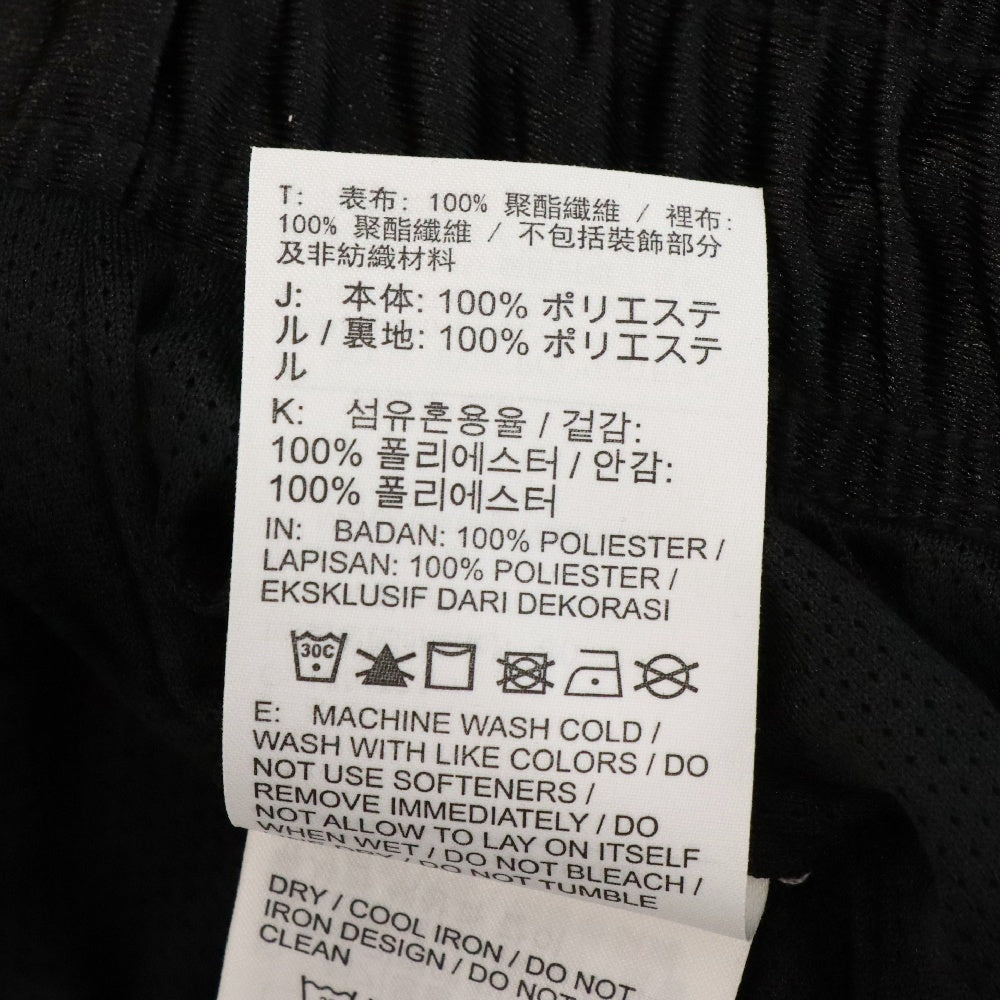 T: 表布: 100% 聚酯纖維 / 裡布:
100% 聚酯纖維 / 不包括裝飾部分
及非紡織材料
J: 本体: 100% ポリエステ
ル / 裏地: 100% ポリエステ
ル
K: 섬유혼용율 / 겉감:
100% 폴리에스터 / 안감:
100% 폴리에스터
IN: BADAN: 100% POLIESTER /
LAPISAN: 100% POLIESTER /
EKSKLUSIF DARI DEKORASI
30C
E: MACHINE WASH COLD /
WASH WITH LIKE COLORS / DO
NOT USE SOFTENERS /
REMOVE IMMEDIATELY / DO
NOT ALLOW TO LAY ON ITSELF
WHEN WET / DO NOT BLEACH /
DRY / DO NOT TUMBLE
DRY / COOL IRON / DO NOT
IRON DESIGN / DO NOT
CLEAN